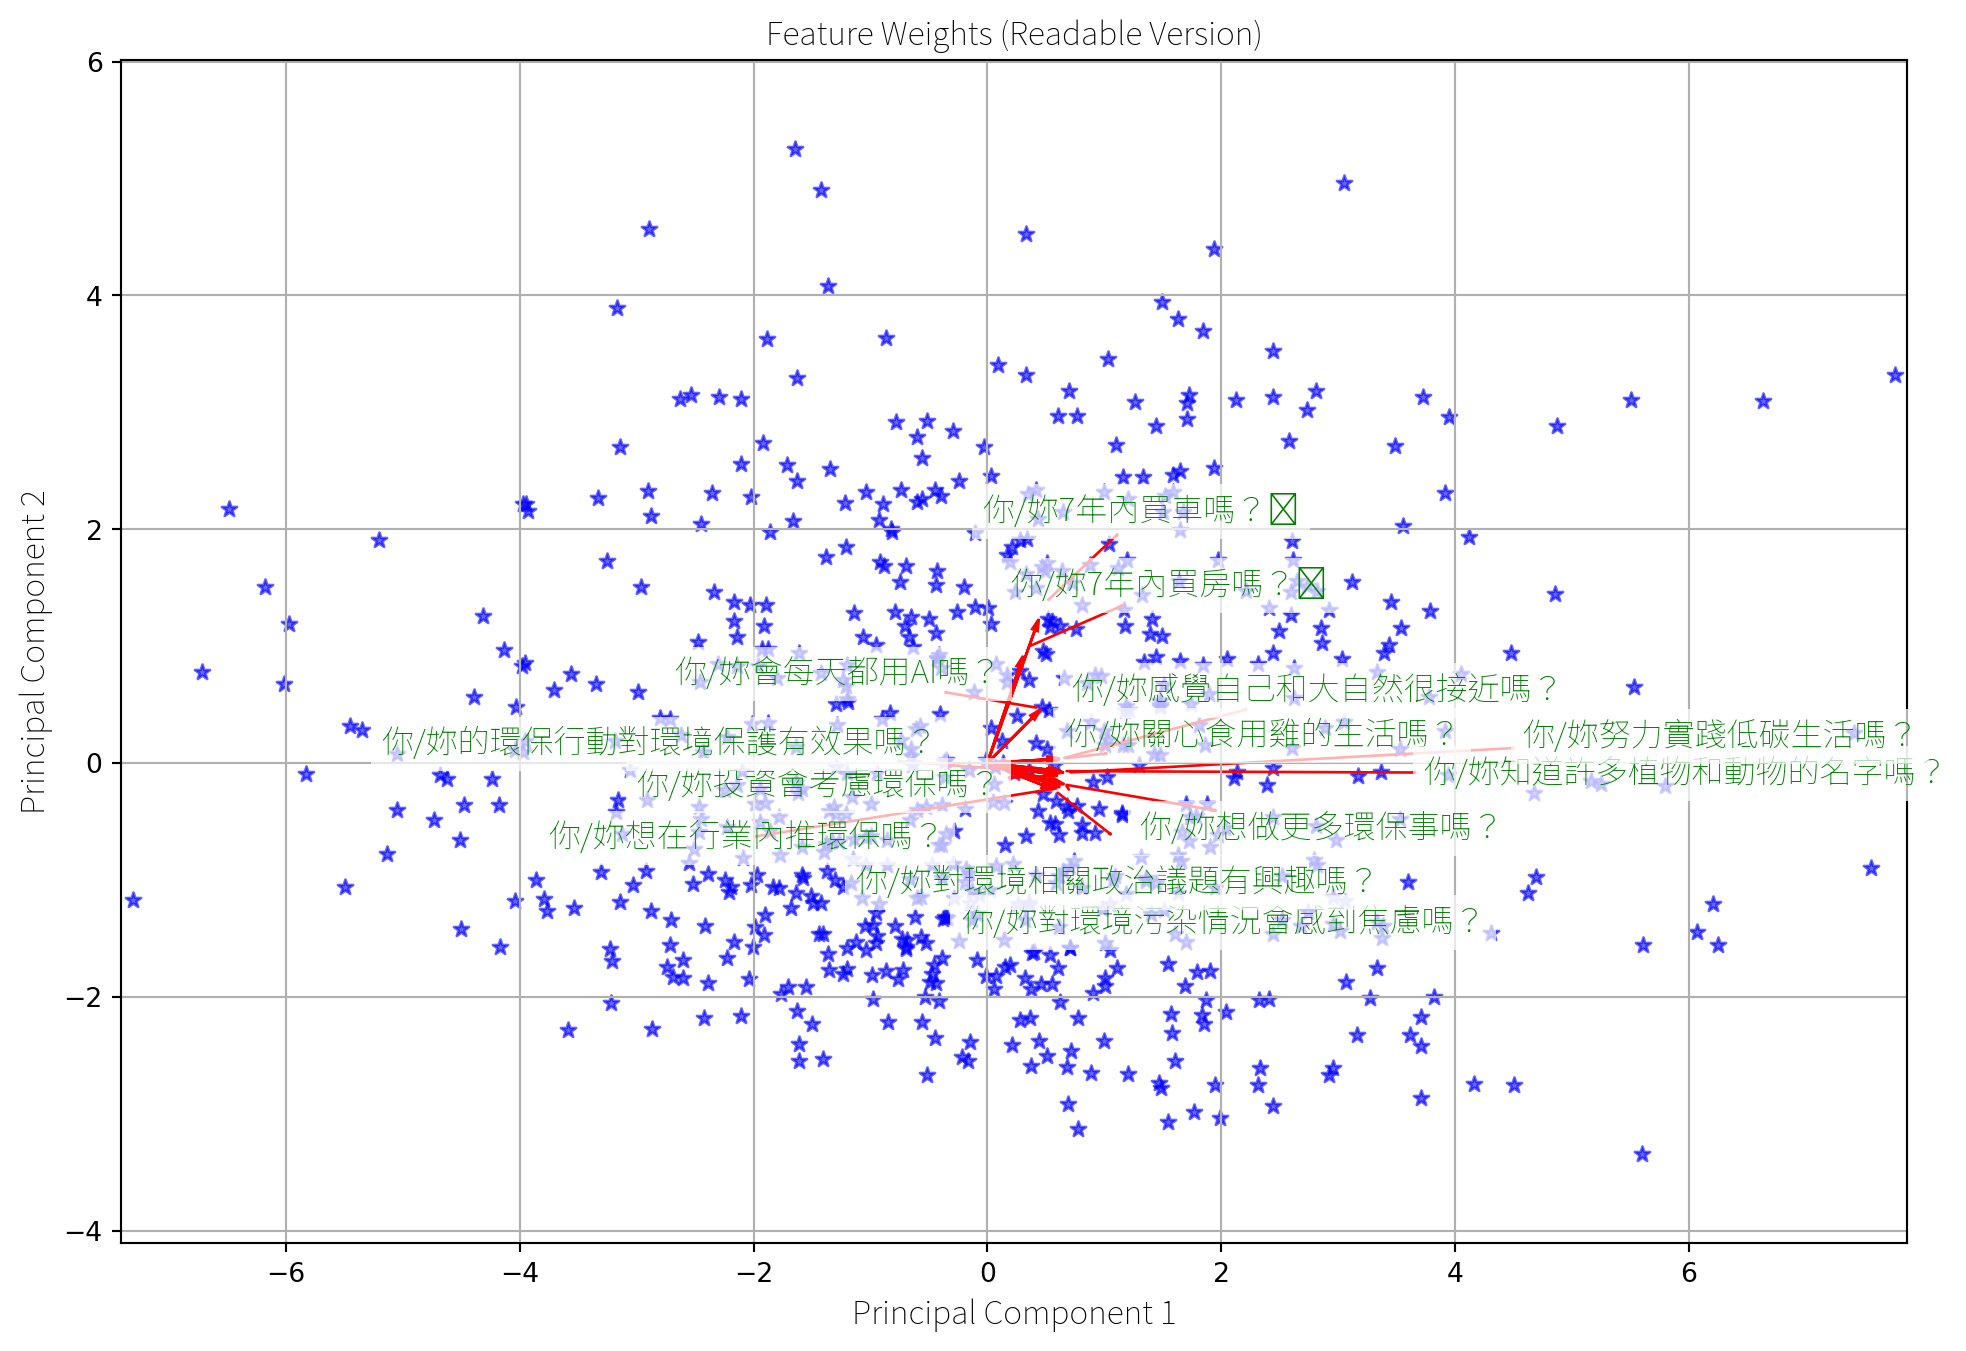 Feature Weights (Readable Version)
6
4
2
0
−2
−4
Principal Component 2
你/妳7年內買車嗎？
你/妳7年內買房嗎？
你/妳會每天都用AI嗎？
你/妳感覺自己和大自然很接近嗎？
你/妳的環保行動對環境保護有效果嗎？
你/妳關心食用雞的生活嗎？
你/妳努力實踐低碳生活嗎？
你/妳投資會考慮環保嗎？
你/妳知道許多植物和動物的名字嗎？
你/妳想在行業內推環保嗎？
你/妳想做更多環保事嗎？
你/妳對環境相關政治議題有興趣嗎？
你/妳對環境污染情況會感到焦慮嗎？
−6
−4
−2
0
2
4
6
Principal Component 1